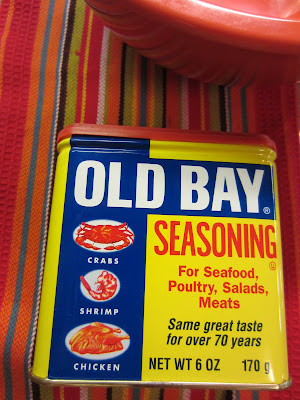 OLD BAY®
SEASONING
For Seafood,
Poultry, Salads,
Meats
CRABS
SHRIMP
CHICKEN
Same great taste
for over 70 years
NET WT 6 OZ 170 g